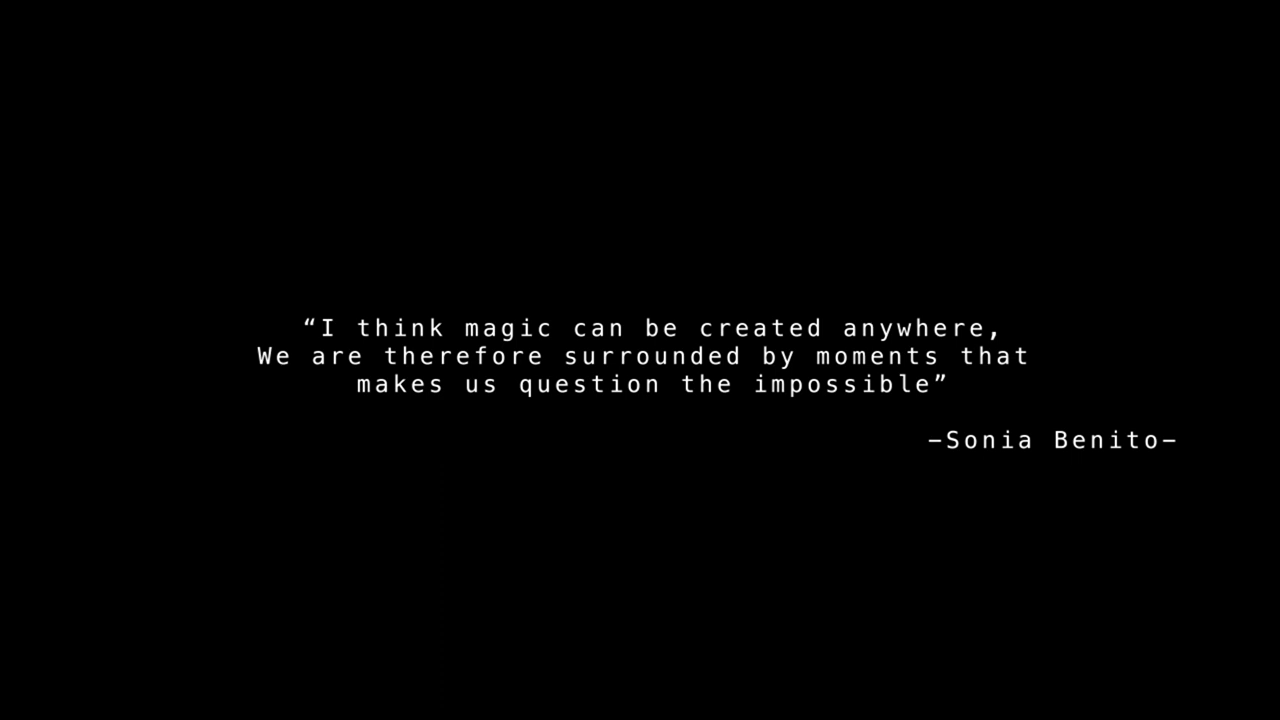 “I think magic can be created anywhere,
We are therefore surrounded by moments that
makes us question the impossible”
–Sonia Benito–